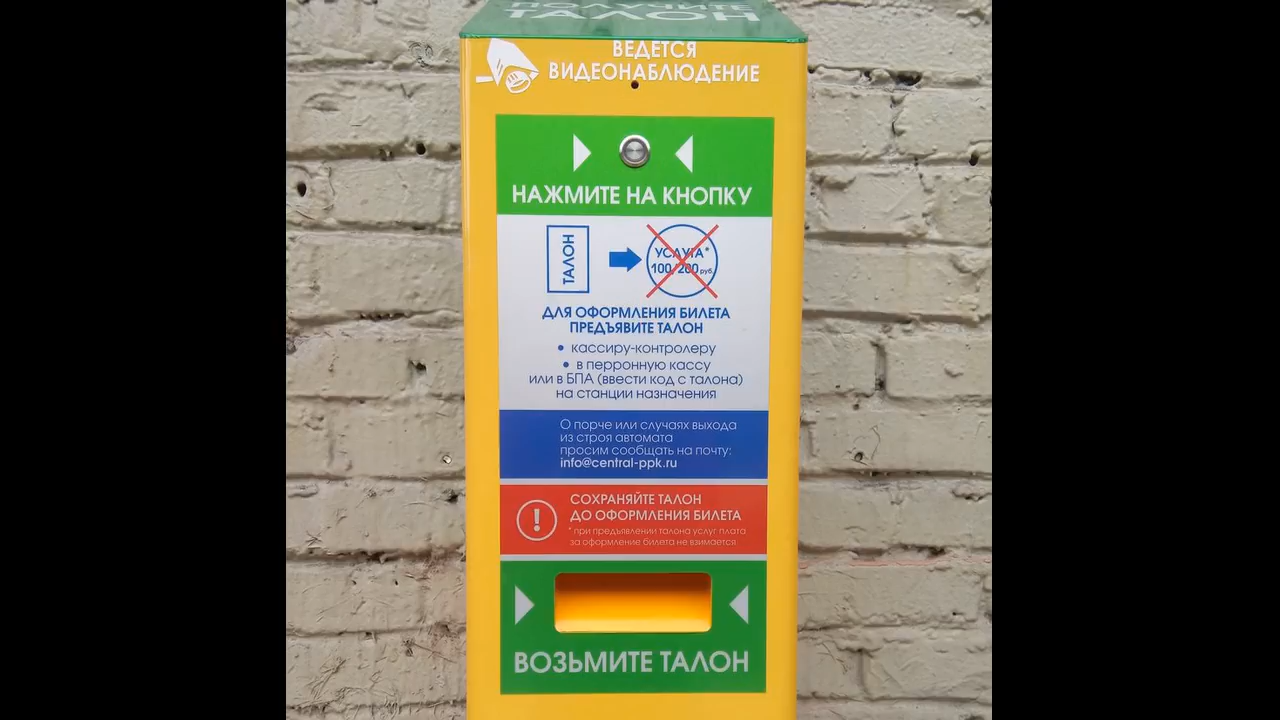 ПОЛУЧИТЕ
ТАЛОН
ВЕДЕТСЯ
ВИДЕОНАБЛЮДЕНИЕ
НАЖМИТЕ НА КНОПКУ
ТАЛОН
УСЛУГА*
100/200 руб.
ДЛЯ ОФОРМЛЕНИЯ БИЛЕТА
ПРЕДЪЯВИТЕ ТАЛОН
• кассиру-контролеру
• в перронную кассу
или в БПА (ввести код с талона)
на станции назначения
О порче или случаях выхода
из строя автомата
просим сообщать на почту:
info@central-ppk.ru
!
СОХРАНЯЙТЕ ТАЛОН
ДО ОФОРМЛЕНИЯ БИЛЕТА
* при предъявлении талона услуг плата
за оформление билета не взимается
ВОЗЬМИТЕ ТАЛОН